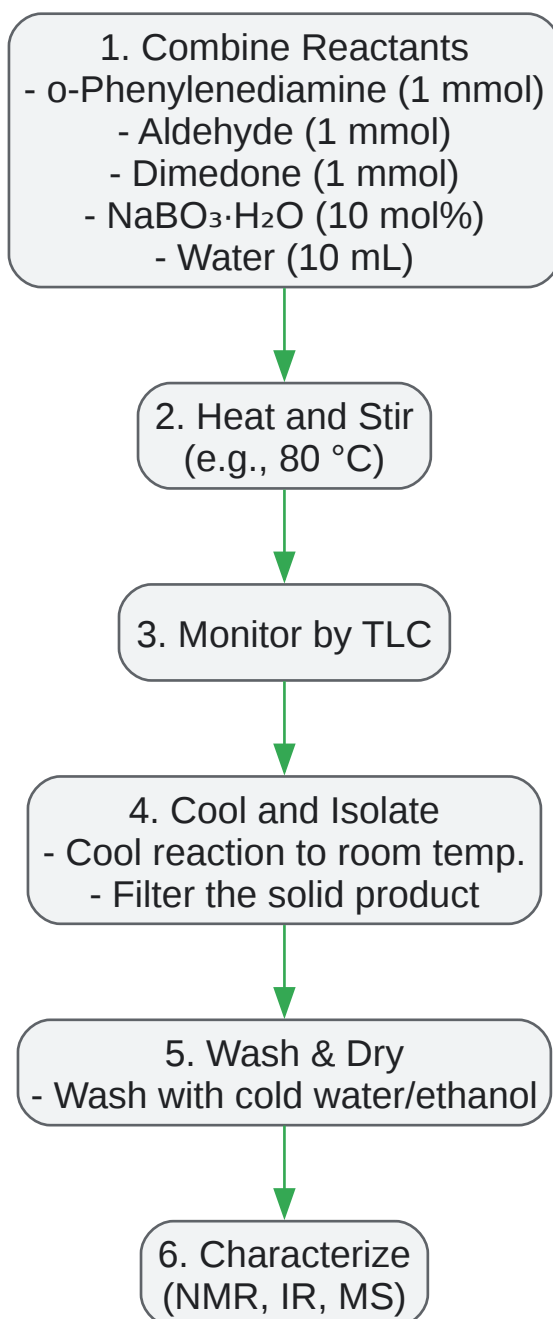 1. Combine Reactants
- o-Phenylenediamine (1 mmol)
- Aldehyde (1 mmol)
- Dimedone (1 mmol)
- NaBO₃·H₂O (10 mol%)
- Water (10 mL)
2. Heat and Stir
(e.g., 80 °C)
3. Monitor by TLC
4. Cool and Isolate
- Cool reaction to room temp.
- Filter the solid product
5. Wash & Dry
- Wash with cold water/ethanol
6. Characterize
(NMR, IR, MS)